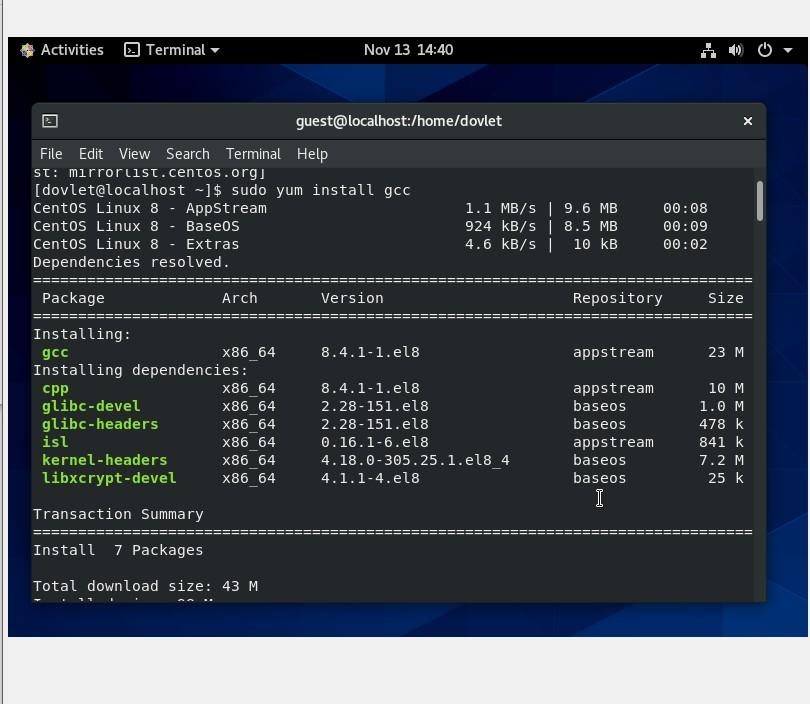 Activities Terminal Nov 13 14:40
guest@localhost:/home/dovlet
File Edit View Search Terminal Help
st: mirrorlist.centos.org]
[dovlet@localhost ~]$ sudo yum install gcc
CentOS Linux 8 - AppStream 1.1 MB/s | 9.6 MB 00:08
CentOS Linux 8 - BaseOS 924 kB/s | 8.5 MB 00:09
CentOS Linux 8 - Extras 4.6 kB/s | 10 kB 00:02
Dependencies resolved.
================================================================================
Package Arch Version Repository Size
================================================================================
Installing:
gcc x86_64 8.4.1-1.el8 appstream 23 M
Installing dependencies:
cpp x86_64 8.4.1-1.el8 appstream 10 M
glibc-devel x86_64 2.28-151.el8 baseos 1.0 M
glibc-headers x86_64 2.28-151.el8 baseos 478 k
isl x86_64 0.16.1-6.el8 appstream 841 k
kernel-headers x86_64 4.18.0-305.25.1.el8_4 baseos 7.2 M
libxcrypt-devel x86_64 4.1.1-4.el8 baseos 25 k
Transaction Summary
================================================================================
Install 7 Packages
Total download size: 43 M